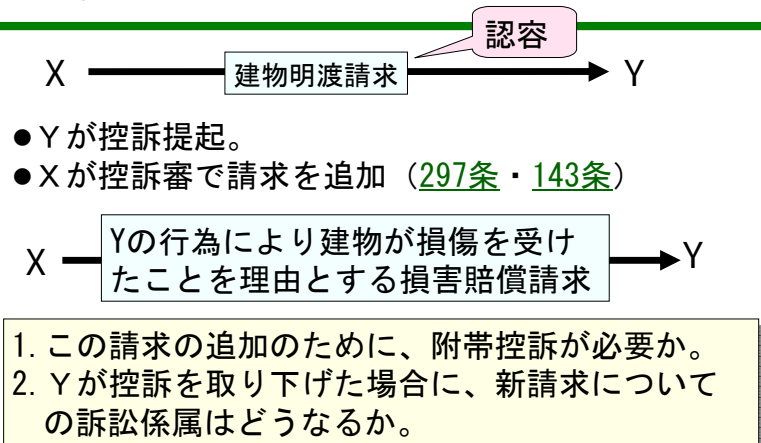 認容
X 建物明渡請求 Y
●Yが控訴提起。
●Xが控訴審で請求を追加（297条・143条）
X Yの行為により建物が損傷を受け Y
たことを理由とする損害賠償請求
1. この請求の追加のために、附帯控訴が必要か。
2. Yが控訴を取り下げた場合に、新請求について
の訴訟係属はどうなるか。